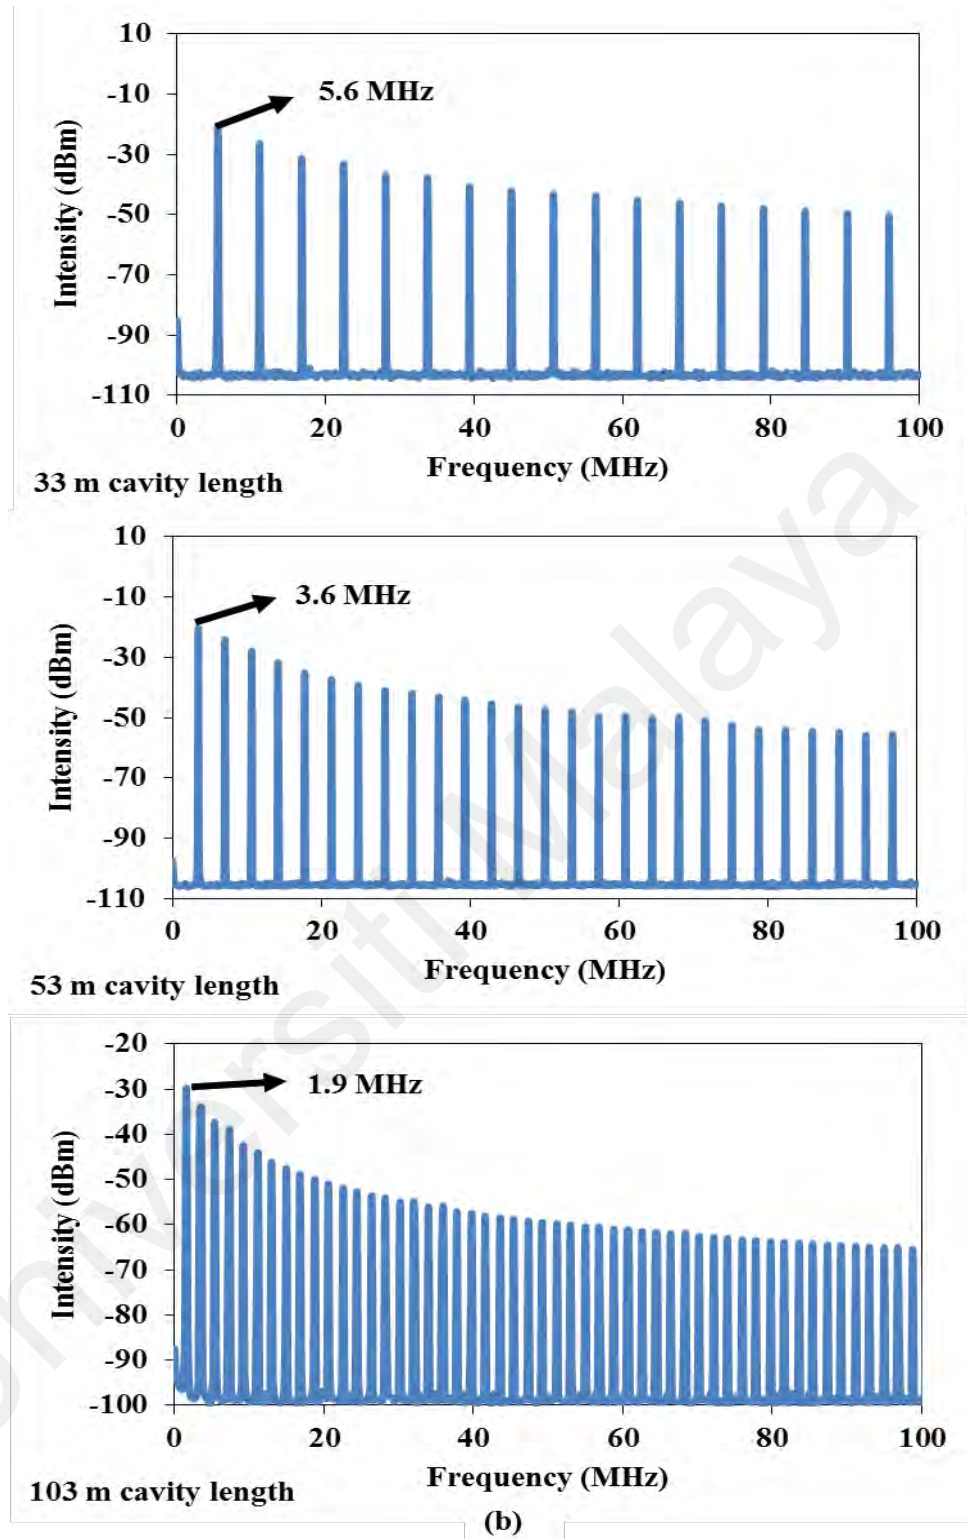 10
-10
-30
-50
-70
-90
-110
Intensity (dBm)
5.6 MHz
0 20 40 60 80 100
Frequency (MHz)
33 m cavity length
10
-10
-30
-50
-70
-90
-110
Intensity (dBm)
3.6 MHz
0 20 40 60 80 100
Frequency (MHz)
53 m cavity length
-20
-30
-40
-50
-60
-70
-80
-90
-100
Intensity (dBm)
1.9 MHz
0 20 40 60 80 100
Frequency (MHz)
103 m cavity length
(b)
Universiti Malaya